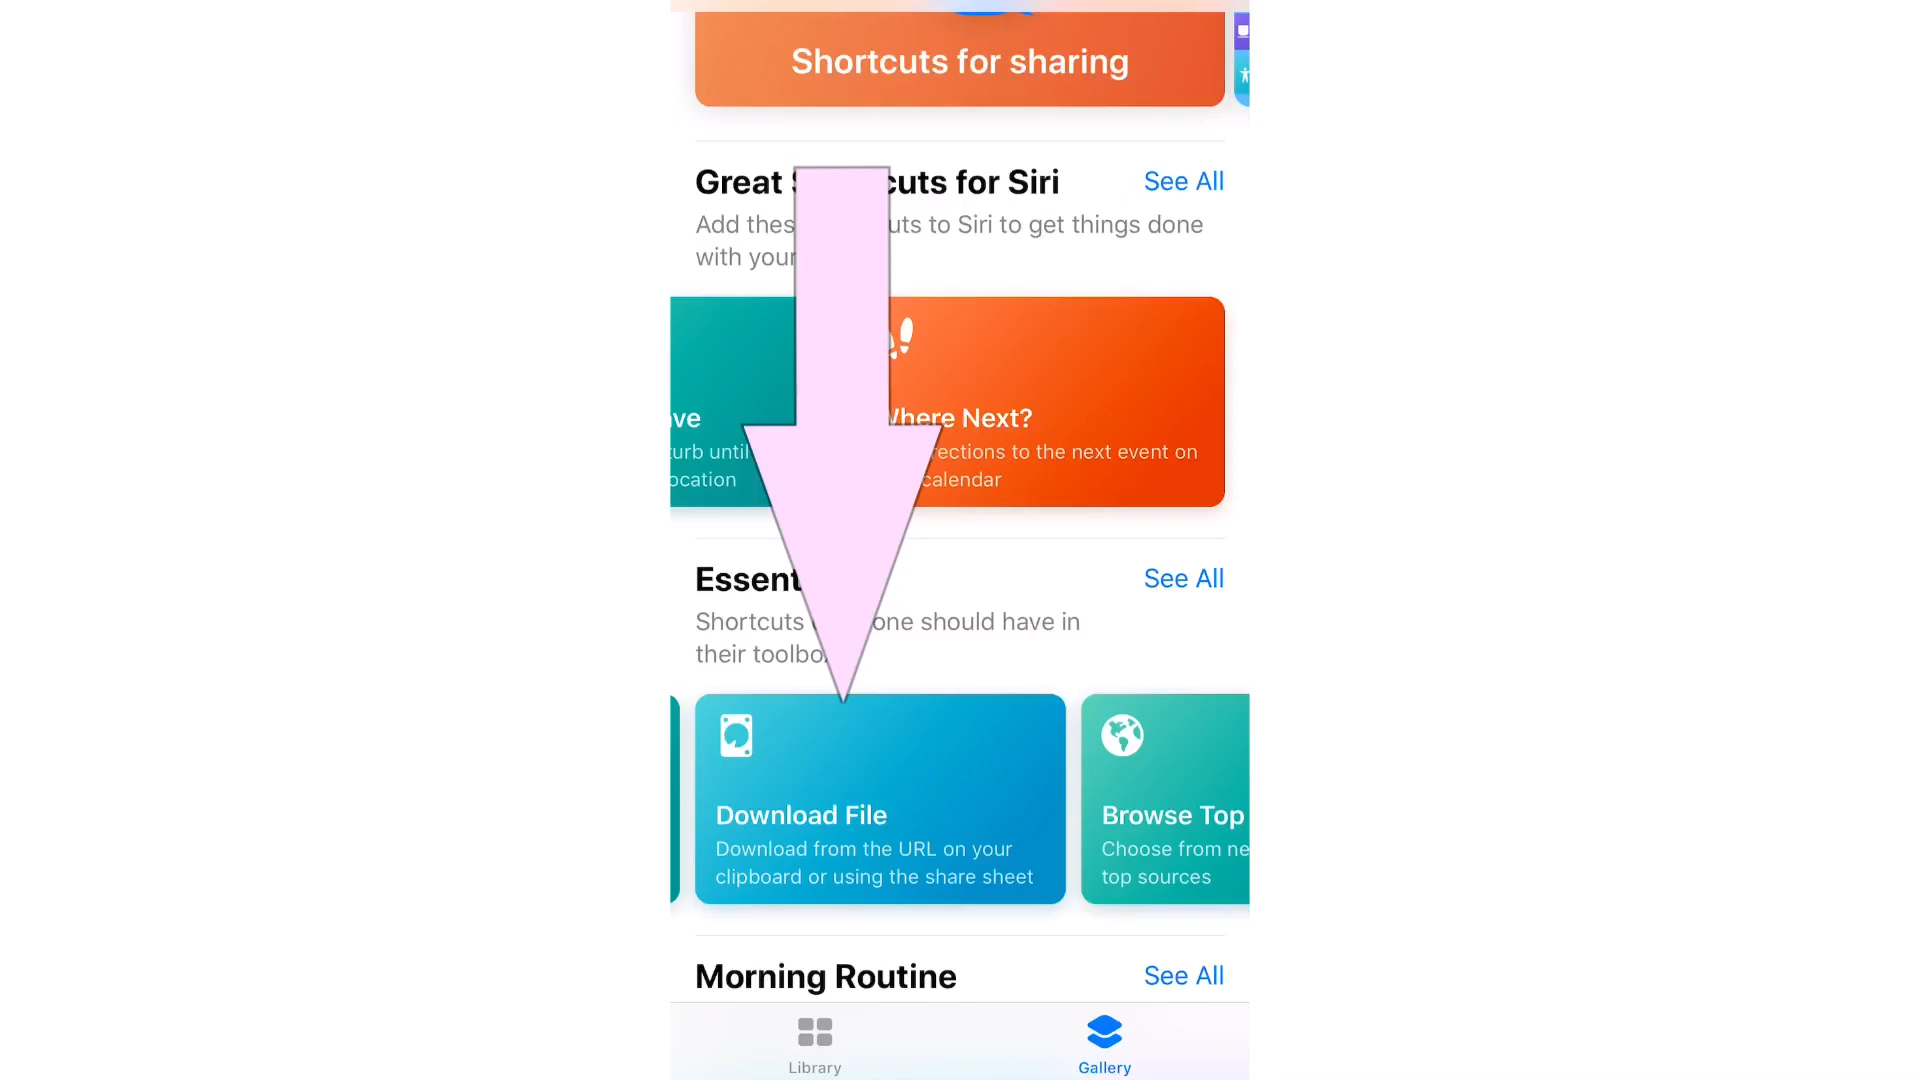 Shortcuts for sharing
Great cuts for Siri
See All
Add thes uts to Siri to get things done
with your
ve
urb until
ocation
Where Next?
rections to the next event on
calendar
Essent
See All
Shortcuts one should have in
their toolbo
Download File
Download from the URL on your
clipboard or using the share sheet
Browse Top
Choose from ne
top sources
Morning Routine
See All
Library
Gallery